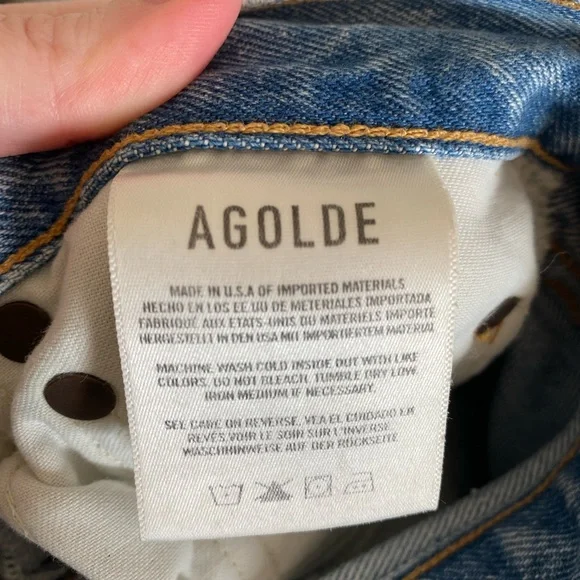 AGOLDE
MADE IN U.S.A OF IMPORTED MATERIALS
HECHO EN LOS EE.UU DE METERIALES IMPORTADA
FABRIQUÉ AUX ETATS-UNIS DU MATERIELS IMPORTÉ
HERGESTELLT IN DEN USA MIT IMPORTIERTEM MATERIAL
MACHINE WASH COLD INSIDE OUT WITH LIKE
COLORS. DO NOT BLEACH. TUMBLE DRY LOW.
IRON MEDIUM IF NECESSARY.
SEE CARE ON REVERSE. VEA EL CUIDADO EN
REVES. VOIR LE SOIN SUR L'INVERSE
WASCHHINWEISE AUF DER RÜCKSEITE